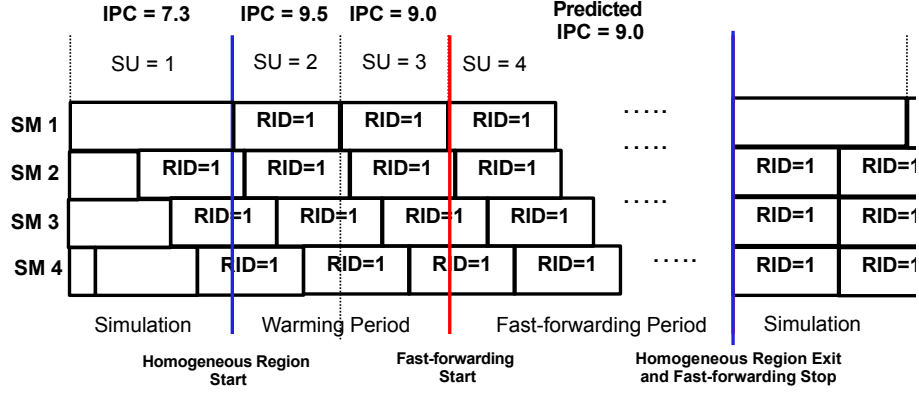 IPC = 7.3 IPC = 9.5 IPC = 9.0 Predicted
IPC = 9.0
SU = 1 SU = 2 SU = 3 SU = 4
SM 1 RID=1 RID=1 RID=1 .....
.....
SM 2 RID=1 RID=1 RID=1 RID=1 RID=1 RID=1
SM 3 RID=1 RID=1 RID=1 RID=1 ..... RID=1 RID=1
SM 4 RID=1 RID=1 RID=1 RID=1 ..... RID=1 RID=1
Simulation Warming Period Fast-forwarding Period Simulation
Homogeneous Region Fast-forwarding Homogeneous Region Exit
Start Start and Fast-forwarding Stop